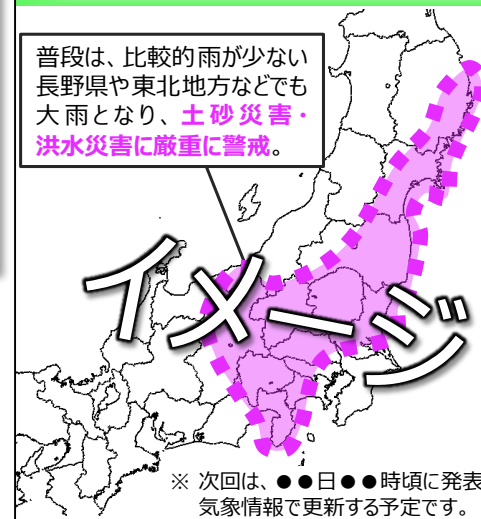 普段は、比較的雨が少ない
長野県や東北地方などでも
大雨となり、土砂災害・
洪水災害に厳重に警戒。
イメージ
※ 次回は、●●日●●時頃に発表
気象情報で更新する予定です。